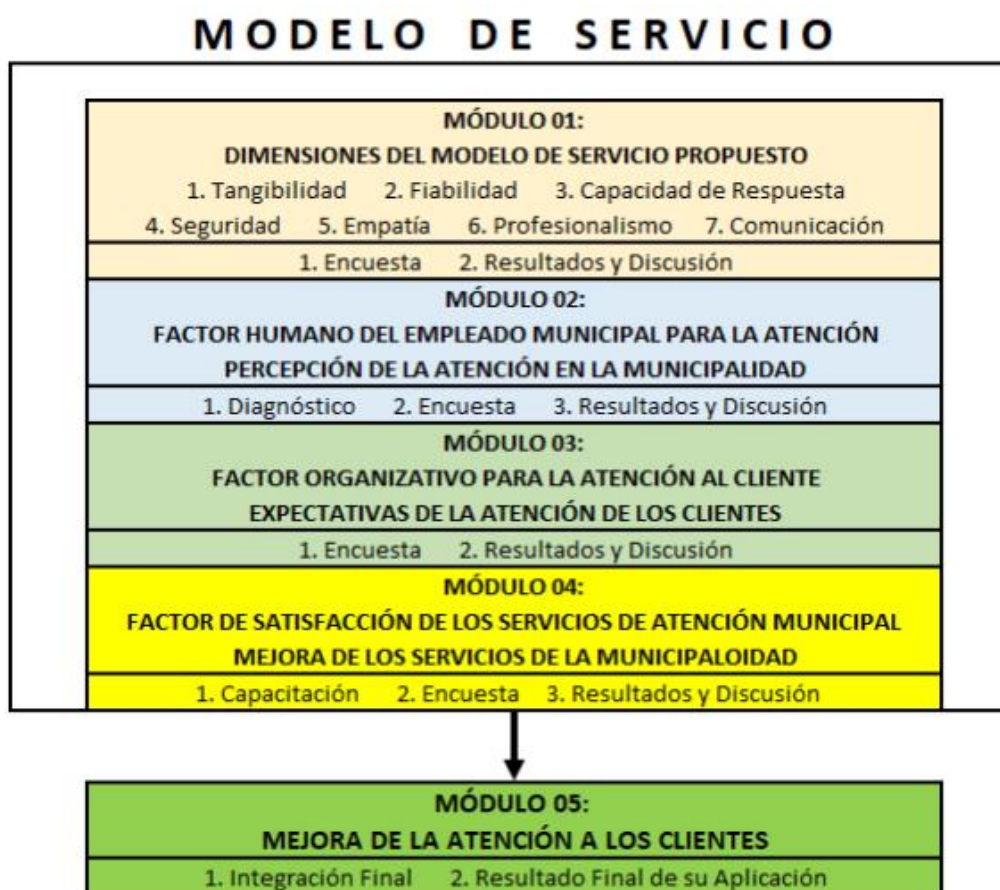 MODELO DE SERVICIO
MÓDULO 01:
DIMENSIONES DEL MODELO DE SERVICIO PROPUESTO
1. Tangibilidad 2. Fiabilidad 3. Capacidad de Respuesta
4. Seguridad 5. Empatía 6. Profesionalismo 7. Comunicación
1. Encuesta 2. Resultados y Discusión
MÓDULO 02:
FACTOR HUMANO DEL EMPLEADO MUNICIPAL PARA LA ATENCIÓN
PERCEPCIÓN DE LA ATENCIÓN EN LA MUNICIPALIDAD
1. Diagnóstico 2. Encuesta 3. Resultados y Discusión
MÓDULO 03:
FACTOR ORGANIZATIVO PARA LA ATENCIÓN AL CLIENTE
EXPECTATIVAS DE LA ATENCIÓN DE LOS CLIENTES
1. Encuesta 2. Resultados y Discusión
MÓDULO 04:
FACTOR DE SATISFACCIÓN DE LOS SERVICIOS DE ATENCIÓN MUNICIPAL
MEJORA DE LOS SERVICIOS DE LA MUNICIPALOIDAD
1. Capacitación 2. Encuesta 3. Resultados y Discusión
MÓDULO 05:
MEJORA DE LA ATENCIÓN A LOS CLIENTES
1. Integración Final 2. Resultado Final de su Aplicación